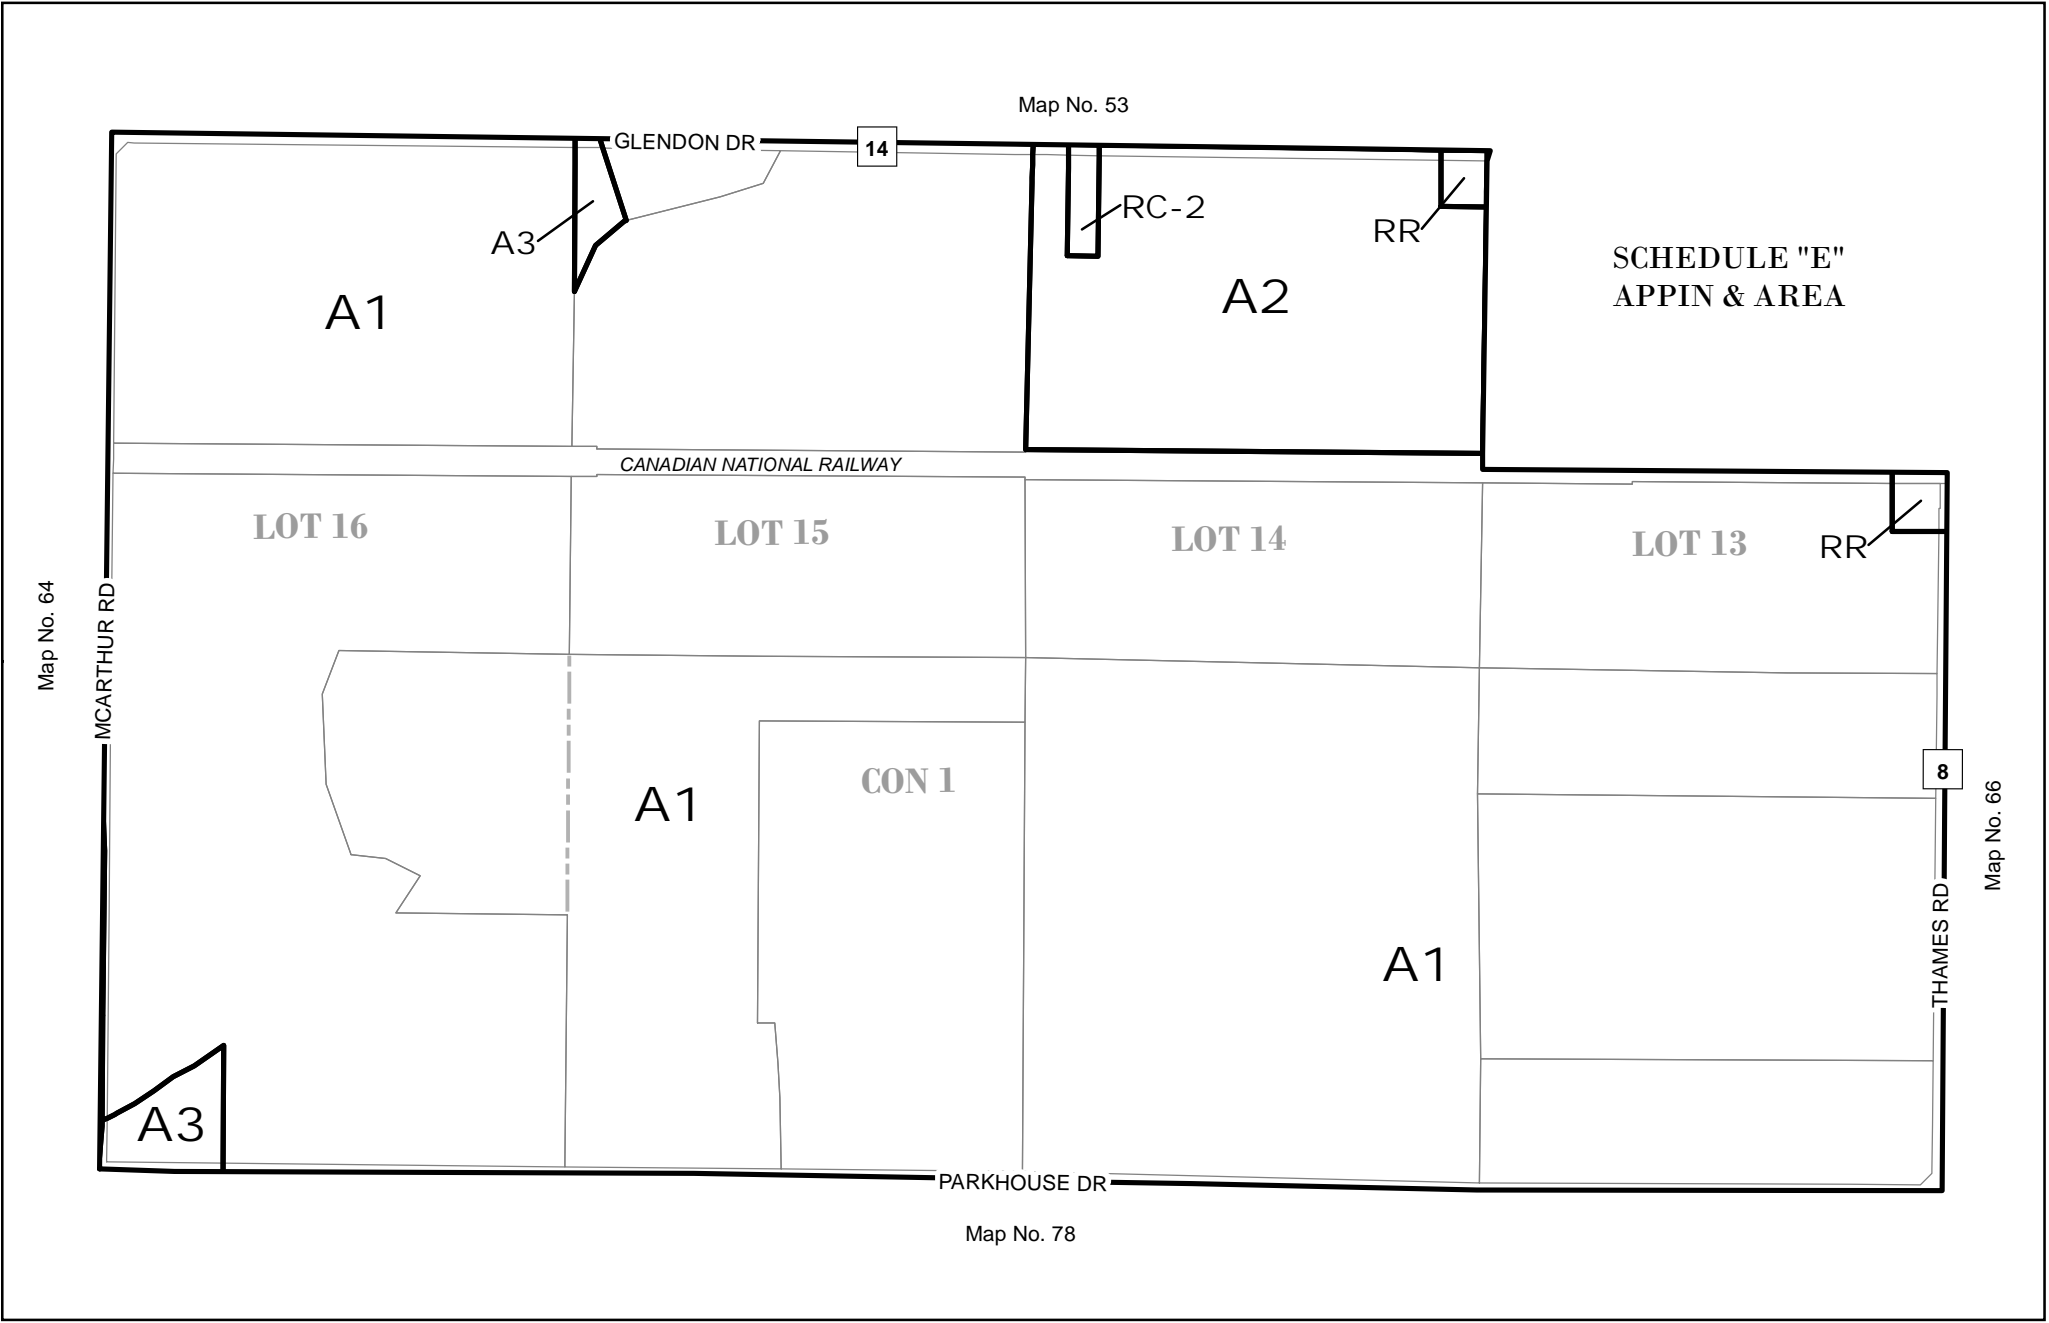 Map No. 53
GLENDON DR
14
RC-2
A3
RR
A1
A2
SCHEDULE "E"
APPIN & AREA
CANADIAN NATIONAL RAILWAY
LOT 16
LOT 15
LOT 14
LOT 13
RR
Map No. 64
MCARTHUR RD
A1
CON 1
8
Map No. 66
THAMES RD
A1
A3
PARKHOUSE DR
Map No. 78